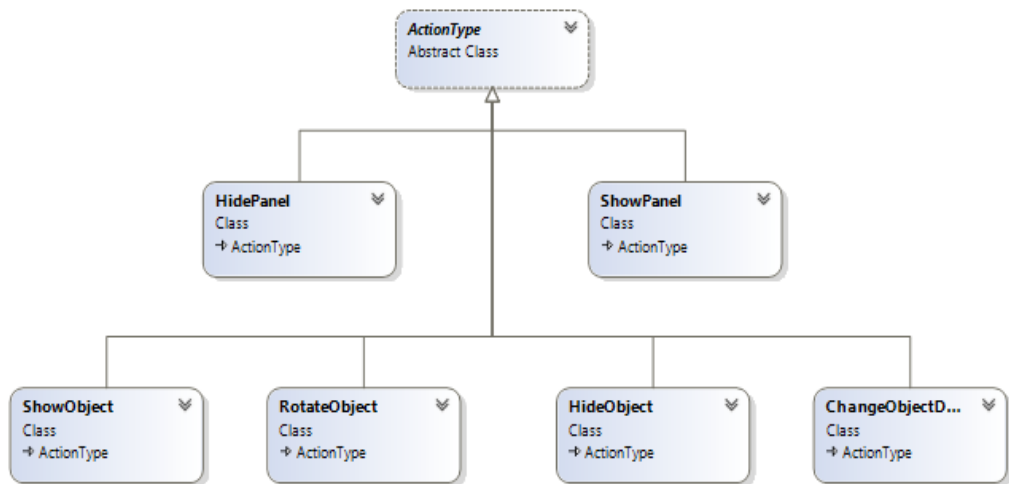 ActionType
Abstract Class
HidePanel
Class
ActionType
ShowPanel
Class
ActionType
ShowObject
Class
ActionType
RotateObject
Class
ActionType
HideObject
Class
ActionType
ChangeObjectD...
Class
ActionType